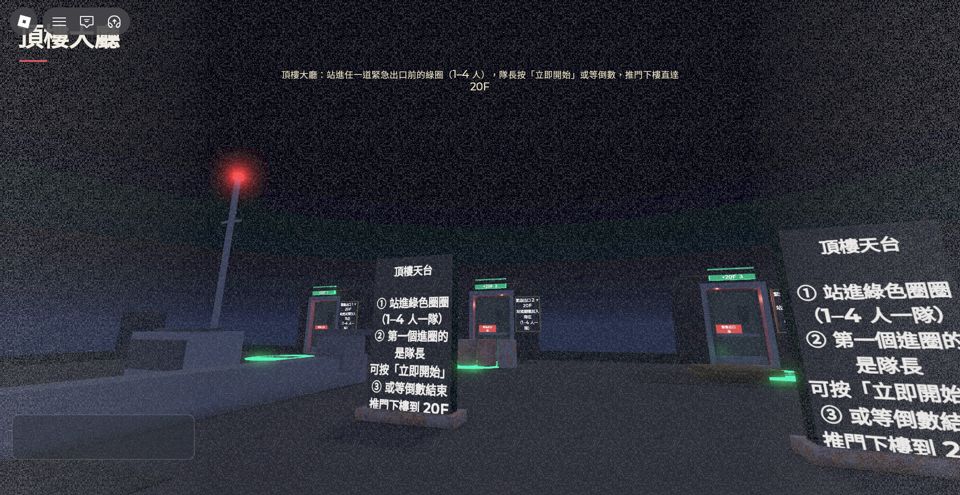 頂樓大廳
頂樓大廳：站進任一道緊急出口前的綠圈（1–4 人），隊長按「立即開始」或等倒數，推門下樓直達
20F
頂樓天台
① 站進綠色圈圈
（1–4 人一隊）
② 第一個進圈的
是隊長
可按「立即開始」
③ 或等倒數結束
推門下樓到 20F
頂樓天台
① 站進綠色圈圈
（1–4 人一隊）
② 第一個進圈的
是隊長
可按「立即開始
③ 或等倒數結
推門下樓到 2